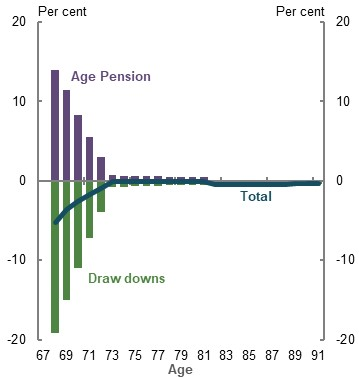 Per cent Per cent
20 20
Age Pension
10 10
0 0
Total
-10 -10
Draw downs
-20 -20
67 69 71 73 75 77 79 81 83 85 87 89 91
Age